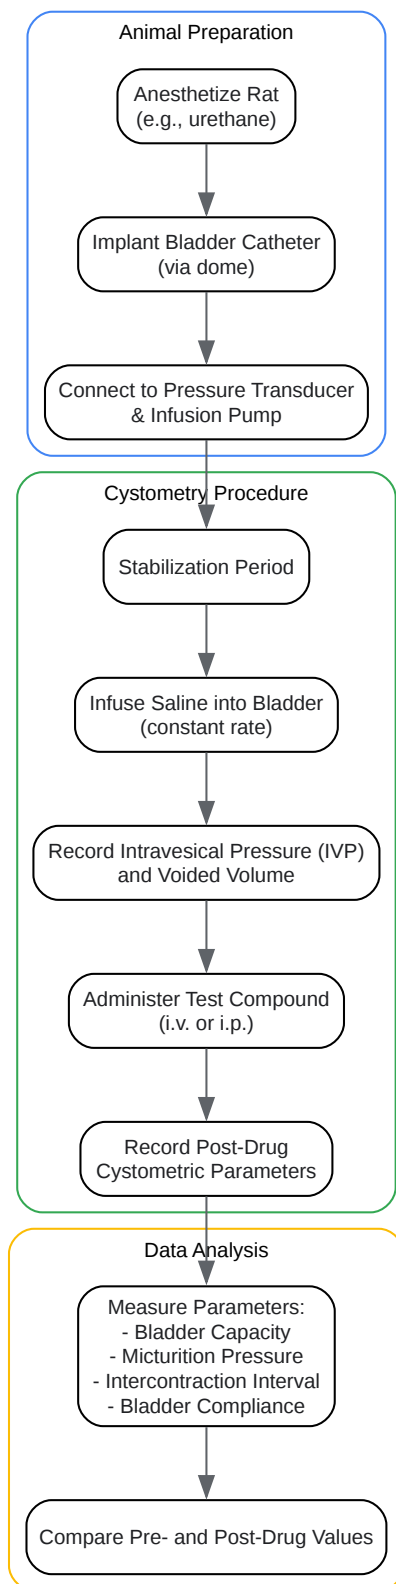 Animal Preparation
Anesthetize Rat
(e.g., urethane)
Implant Bladder Catheter
(via dome)
Connect to Pressure Transducer
& Infusion Pump
Cystometry Procedure
Stabilization Period
Infuse Saline into Bladder
(constant rate)
Record Intravesical Pressure (IVP)
and Voided Volume
Administer Test Compound
(i.v. or i.p.)
Record Post-Drug
Cystometric Parameters
Data Analysis
Measure Parameters:
- Bladder Capacity
- Micturition Pressure
- Intercontraction Interval
- Bladder Compliance
Compare Pre- and Post-Drug Values